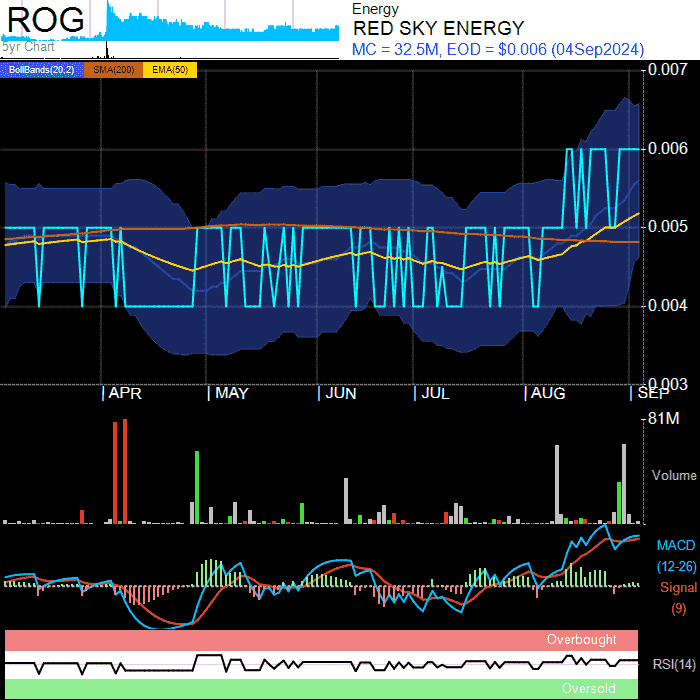 ROG
5yr Chart
Energy
RED SKY ENERGY
MC = 32.5M, EOD = $0.006 (04Sep2024)
BollBands(20,2) SMA(200) EMA(50)
0.007
0.006
0.005
0.004
0.003
APR MAY JUN JUL AUG SEP
81M
Volume
MACD
(12-26)
Signal
(9)
Overbought
RSI(14)
Oversold